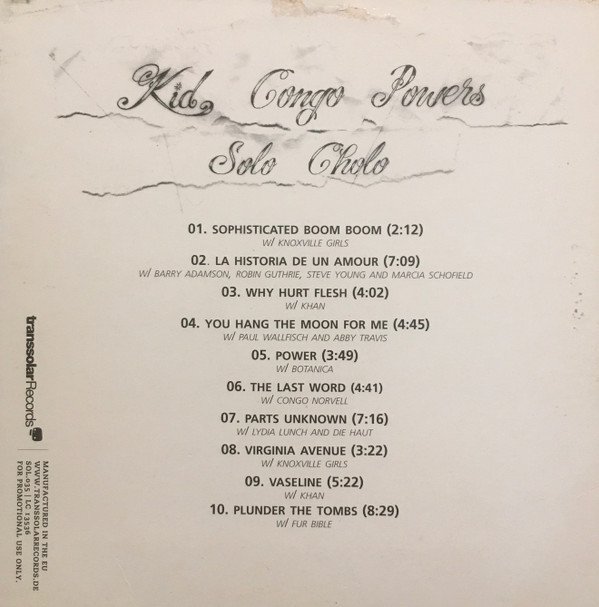 Kid Congo Powers
Solo Cholo
01. SOPHISTICATED BOOM BOOM (2:12)
W/ KNOXVILLE GIRLS
02. LA HISTORIA DE UN AMOUR (7:09)
W/ BARRY ADAMSON, ROBIN GUTHRIE, STEVE YOUNG AND MARCIA SCHOFIELD
03. WHY HURT FLESH (4:02)
W/ KHAN
04. YOU HANG THE MOON FOR ME (4:45)
W/ PAUL WALLFISCH AND ABBY TRAVIS
05. POWER (3:49)
W/ BOTANICA
06. THE LAST WORD (4:41)
W/ CONGO NORVELL
07. PARTS UNKNOWN (7:16)
W/ LYDIA LUNCH AND DIE HAUT
08. VIRGINIA AVENUE (3:22)
W/ KNOXVILLE GIRLS
09. VASELINE (5:22)
W/ KHAN
10. PLUNDER THE TOMBS (8:29)
W/ FUR BIBLE
transsolarRecords
MANUFACTURED IN THE EU
WWW.TRANSSOLARRECORDS.DE
SOL-035 | LC 13536
FOR PROMOTIONAL USE ONLY.